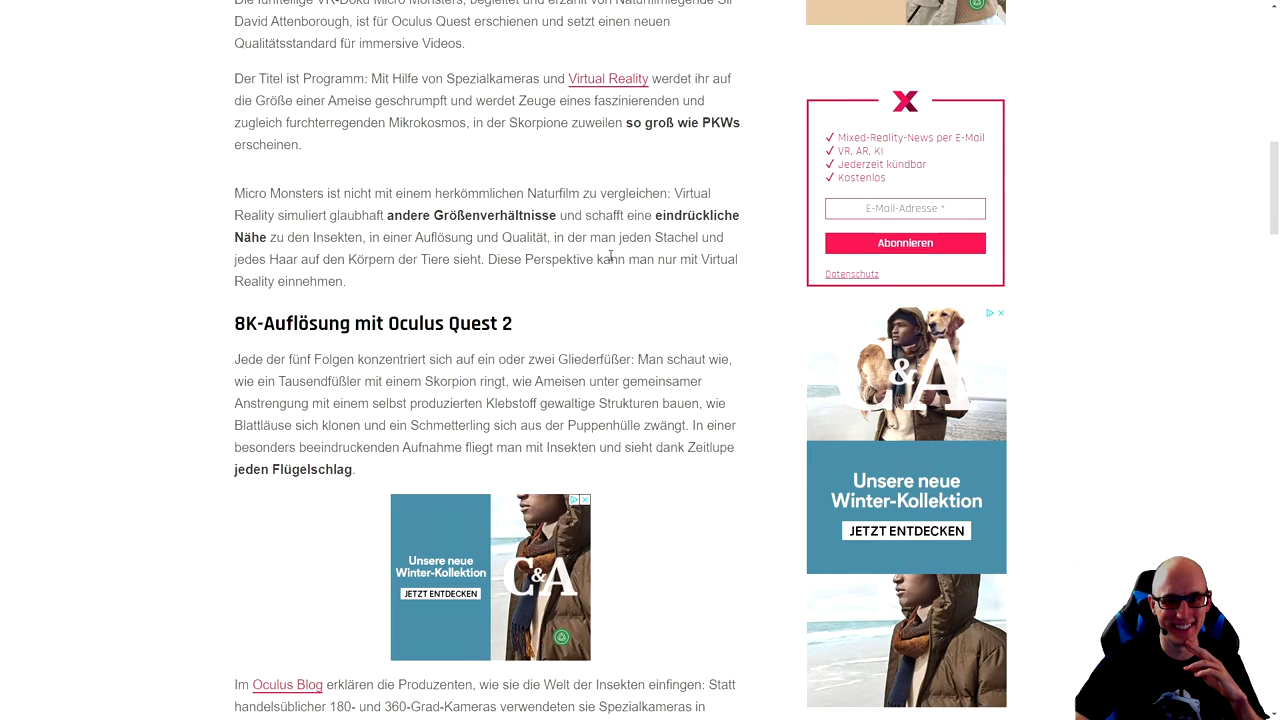 Die fünfteilige VR-Doku Micro Monsters, begleitet und erzählt von Naturfilmlegende Sir
David Attenborough, ist für Oculus Quest erschienen und setzt einen neuen
Qualitätsstandard für immersive Videos.
Der Titel ist Programm: Mit Hilfe von Spezialkameras und Virtual Reality werdet ihr auf
die Größe einer Ameise geschrumpft und werdet Zeuge eines faszinierenden und
zugleich furchterregenden Mikrokosmos, in der Skorpione zuweilen so groß wie PKWs
erscheinen.
Micro Monsters ist nicht mit einem herkömmlichen Naturfilm zu vergleichen: Virtual
Reality simuliert glaubhaft andere Größenverhältnisse und schafft eine eindrückliche
Nähe zu den Insekten, in einer Auflösung und Qualität, in der man jeden Stachel und
jedes Haar auf den Körpern der Tiere sieht. Diese Perspektive kann man nur mit Virtual
Reality einnehmen.
8K-Auflösung mit Oculus Quest 2
Jede der fünf Folgen konzentriert sich auf ein oder zwei Gliederfüßer: Man schaut wie,
wie ein Tausendfüßler mit einem Skorpion ringt, wie Ameisen unter gemeinsamer
Anstrengung mit einem selbst produzierten Klebstoff gewaltige Strukturen bauen, wie
Blattläuse sich klonen und ein Schmetterling sich aus der Puppenhülle zwängt. In einer
besonders beeindruckenden Aufnahme fliegt man mit Insekten und sieht dank Zeitlupe
jeden Flügelschlag.
Unsere neue
Winter-Kollektion
JETZT ENTDECKEN
C&A
Im Oculus Blog erklären die Produzenten, wie sie die Welt der Insekten einfingen: Statt
handelsüblicher 180- und 360-Grad-Kameras verwendeten sie Spezialkameras in
X
✓ Mixed-Reality-News per E-Mail
✓ VR, AR, KI
✓ Jederzeit kündbar
✓ Kostenlos
E-Mail-Adresse *
Abonnieren
Datenschutz
C&A
Unsere neue
Winter-Kollektion
JETZT ENTDECKEN